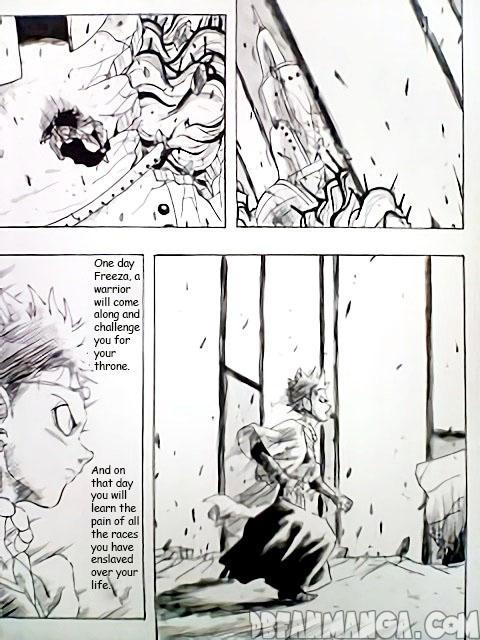 One day
Freeza, a
warrior
will come
along and
challenge
you for
your
throne.
And on
that day
you will
learn the
pain of all
the races
you have
enslaved
over your
life.
DBFANMANGA.COM